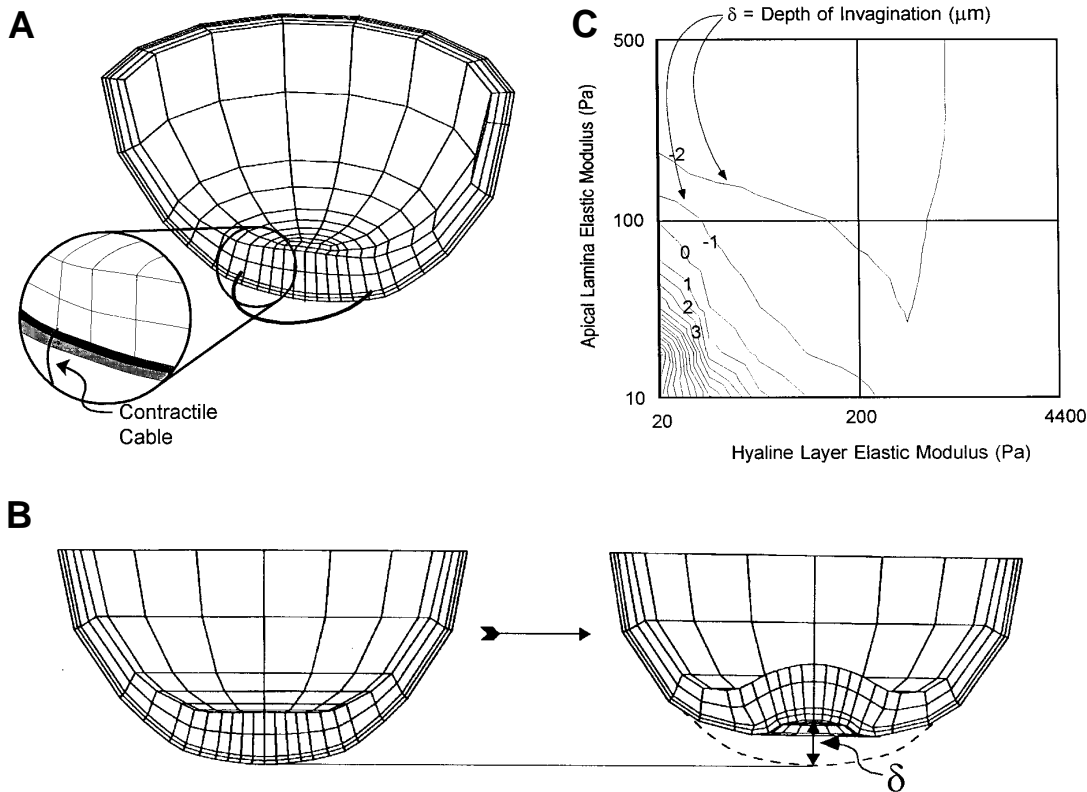 A
Contractile
Cable
C
δ = Depth of Invagination (μm)
500
100
10
Apical Lamina Elastic Modulus (Pa)
-2
-1
0
1
2
3
20
200
4400
Hyaline Layer Elastic Modulus (Pa)
B
δ